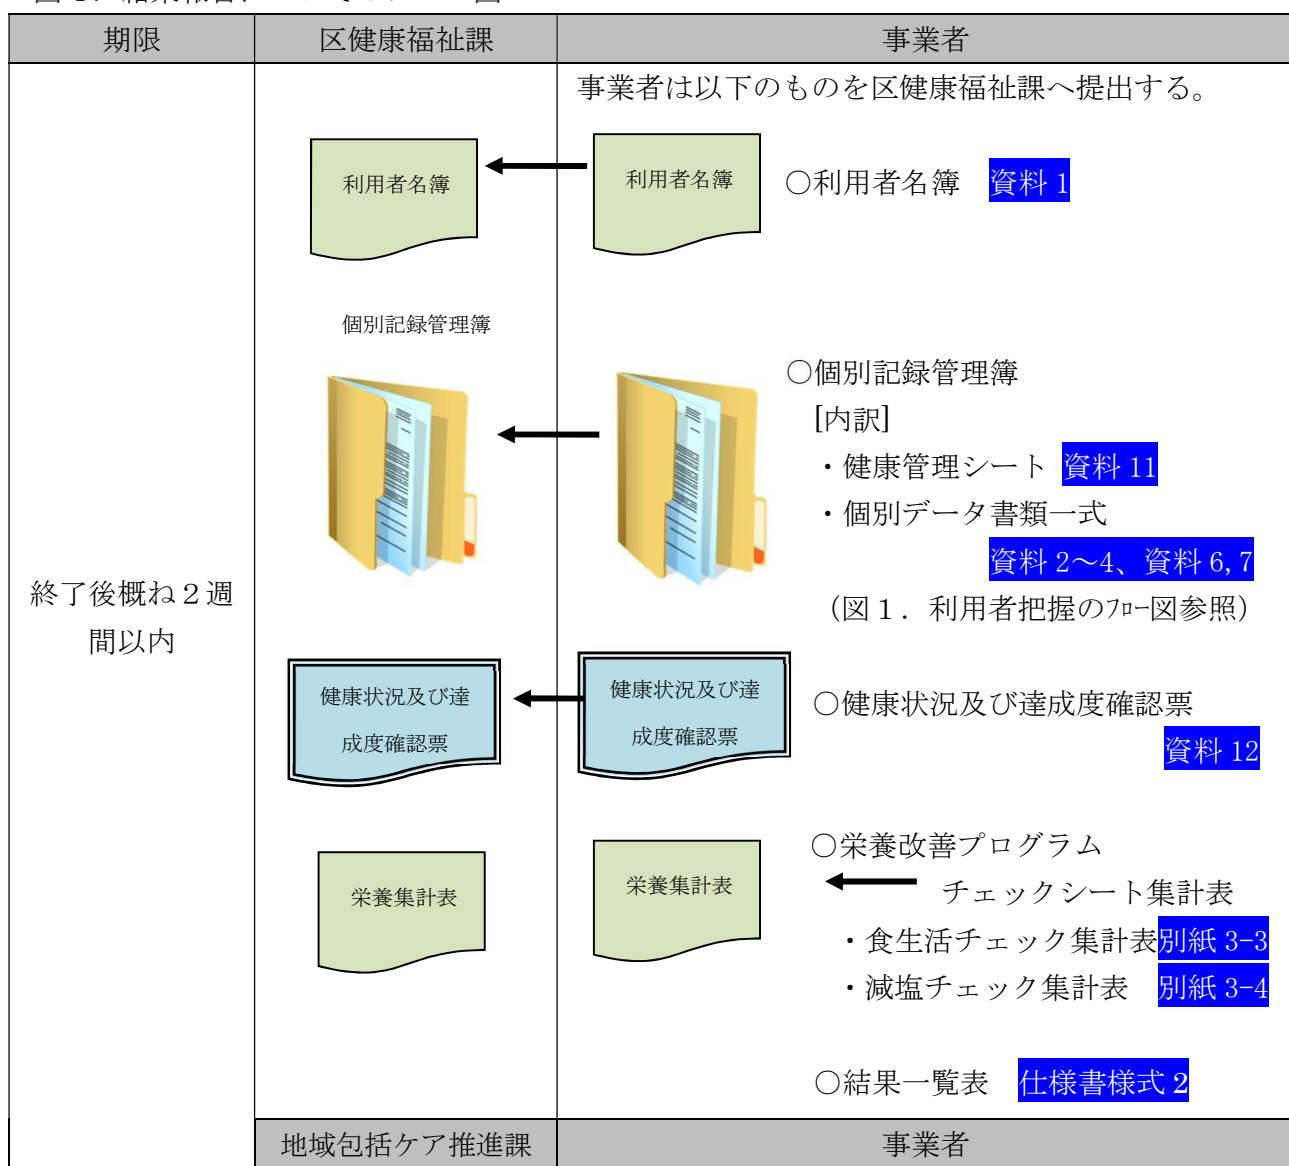 期限 区健康福祉課 事業者
事業者は以下のものを区健康福祉課へ提出する。
利用者名簿 利用者名簿 ○利用者名簿 資料 1
個別記録管理簿
○個別記録管理簿
[内訳]
・健康管理シート 資料 11
・個別データ書類一式
資料 2～4、資料 6,7
（図１．利用者把握のﾌﾛｰ図参照）
終了後概ね２週
間以内
健康状況及び達
成度確認票
健康状況及び達
成度確認票
○健康状況及び達成度確認票
資料 12
栄養集計表 栄養集計表
○栄養改善プログラム
チェックシート集計表
・食生活チェック集計表別紙 3-3
・減塩チェック集計表 別紙 3-4
○結果一覧表 仕様書様式 2
地域包括ケア推進課 事業者